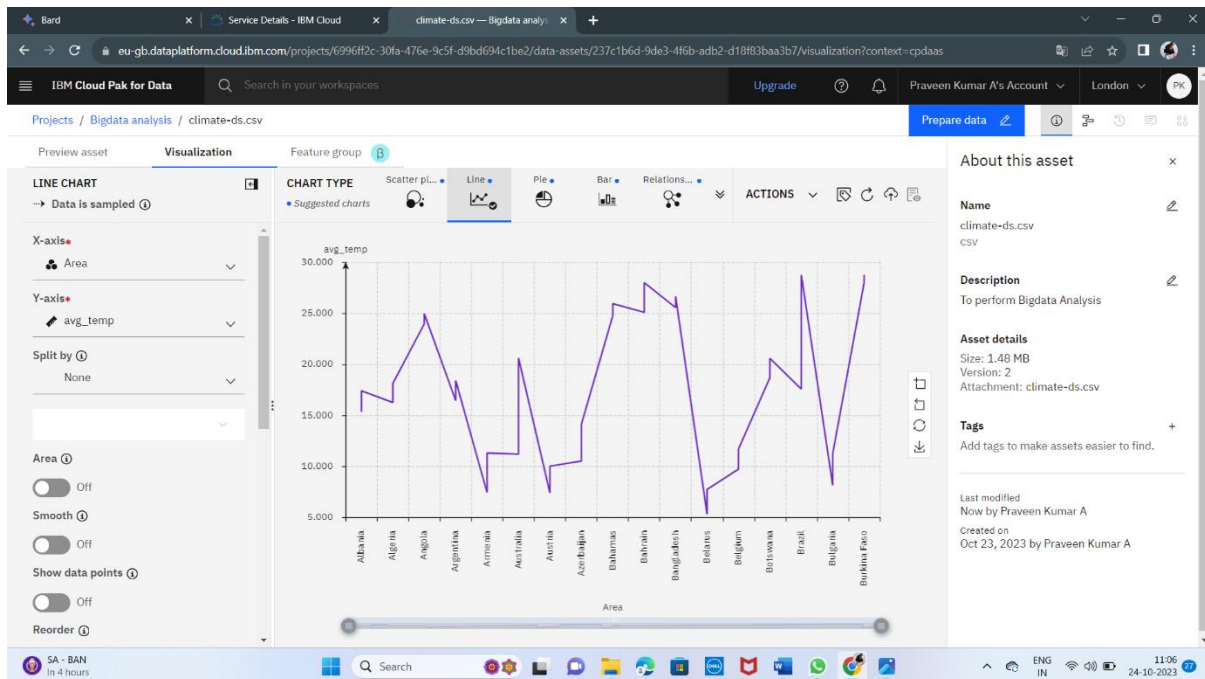 Bard
Service Details - IBM Cloud
climate-ds.csv — Bigdata analys
eu-gb.dataplatform.cloud.ibm.com/projects/6996ff2c-30fa-476e-9c5f-d9bd694c1be2/data-assets/237c1b6d-9de3-4f6b-adb2-d18f83baa3b7/visualization?context=cpdaas
IBM Cloud Pak for Data
Search in your workspaces
Upgrade
Praveen Kumar A's Account
London
PK
Projects / Bigdata analysis / climate-ds.csv
Prepare data
Preview asset
Visualization
Feature group β
LINE CHART
Data is sampled
X-axis*
Area
Y-axis*
avg_temp
Split by
None
Area
Off
Smooth
Off
Show data points
Off
Reorder
CHART TYPE
Suggested charts
Scatter pl...
Line
Pie
Bar
Relations...
ACTIONS
avg_temp
30.000
25.000
20.000
15.000
10.000
5.000
Albania
Algeria
Angola
Argentina
Armenia
Australia
Austria
Azerbaijan
Bahamas
Bahrain
Bangladesh
Belarus
Belgium
Botswana
Brazil
Bulgaria
Burkina Faso
Area
About this asset
Name
climate-ds.csv
CSV
Description
To perform Bigdata Analysis
Asset details
Size: 1.48 MB
Version: 2
Attachment: climate-ds.csv
Tags
Add tags to make assets easier to find.
Last modified
Now by Praveen Kumar A
Created on
Oct 23, 2023 by Praveen Kumar A
SA - BAN
In 4 hours
Search
DELL
ENG
IN
11:06
24-10-2023
27